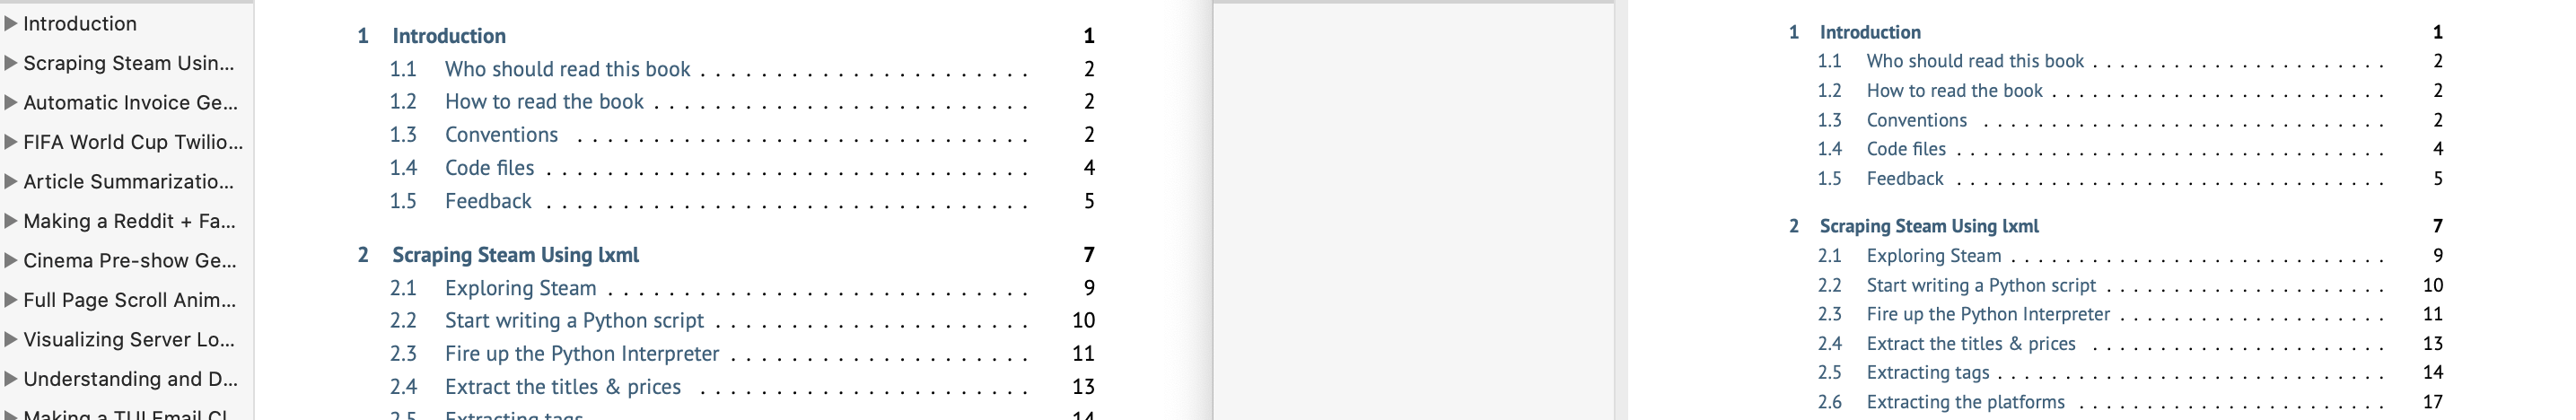 Introduction
Scraping Steam Usin...
Automatic Invoice Ge...
FIFA World Cup Twilio...
Article Summarizatio...
Making a Reddit + Fa...
Cinema Pre-show Ge...
Full Page Scroll Anim...
Visualizing Server Lo...
Understanding and D...
Making a TUI Email Cl
1 Introduction 1
1.1 Who should read this book . . . . . . . . . . . . . . . . . . . . . . 2
1.2 How to read the book . . . . . . . . . . . . . . . . . . . . . . . . . 2
1.3 Conventions . . . . . . . . . . . . . . . . . . . . . . . . . . . . . . 2
1.4 Code files . . . . . . . . . . . . . . . . . . . . . . . . . . . . . . . . 4
1.5 Feedback . . . . . . . . . . . . . . . . . . . . . . . . . . . . . . . . 5
2 Scraping Steam Using lxml 7
2.1 Exploring Steam . . . . . . . . . . . . . . . . . . . . . . . . . . . . 9
2.2 Start writing a Python script . . . . . . . . . . . . . . . . . . . . . 10
2.3 Fire up the Python Interpreter . . . . . . . . . . . . . . . . . . . . 11
2.4 Extract the titles & prices . . . . . . . . . . . . . . . . . . . . . . 13
2.5 Extracting tags 14
1 Introduction 1
1.1 Who should read this book . . . . . . . . . . . . . . . . . . . . . . 2
1.2 How to read the book . . . . . . . . . . . . . . . . . . . . . . . . . 2
1.3 Conventions . . . . . . . . . . . . . . . . . . . . . . . . . . . . . . 2
1.4 Code files . . . . . . . . . . . . . . . . . . . . . . . . . . . . . . . . 4
1.5 Feedback . . . . . . . . . . . . . . . . . . . . . . . . . . . . . . . . 5
2 Scraping Steam Using lxml 7
2.1 Exploring Steam . . . . . . . . . . . . . . . . . . . . . . . . . . . . 9
2.2 Start writing a Python script . . . . . . . . . . . . . . . . . . . . . 10
2.3 Fire up the Python Interpreter . . . . . . . . . . . . . . . . . . . . 11
2.4 Extract the titles & prices . . . . . . . . . . . . . . . . . . . . . . 13
2.5 Extracting tags . . . . . . . . . . . . . . . . . . . . . . . . . . . . . 14
2.6 Extracting the platforms . . . . . . . . . . . . . . . . . . . . . . . 17